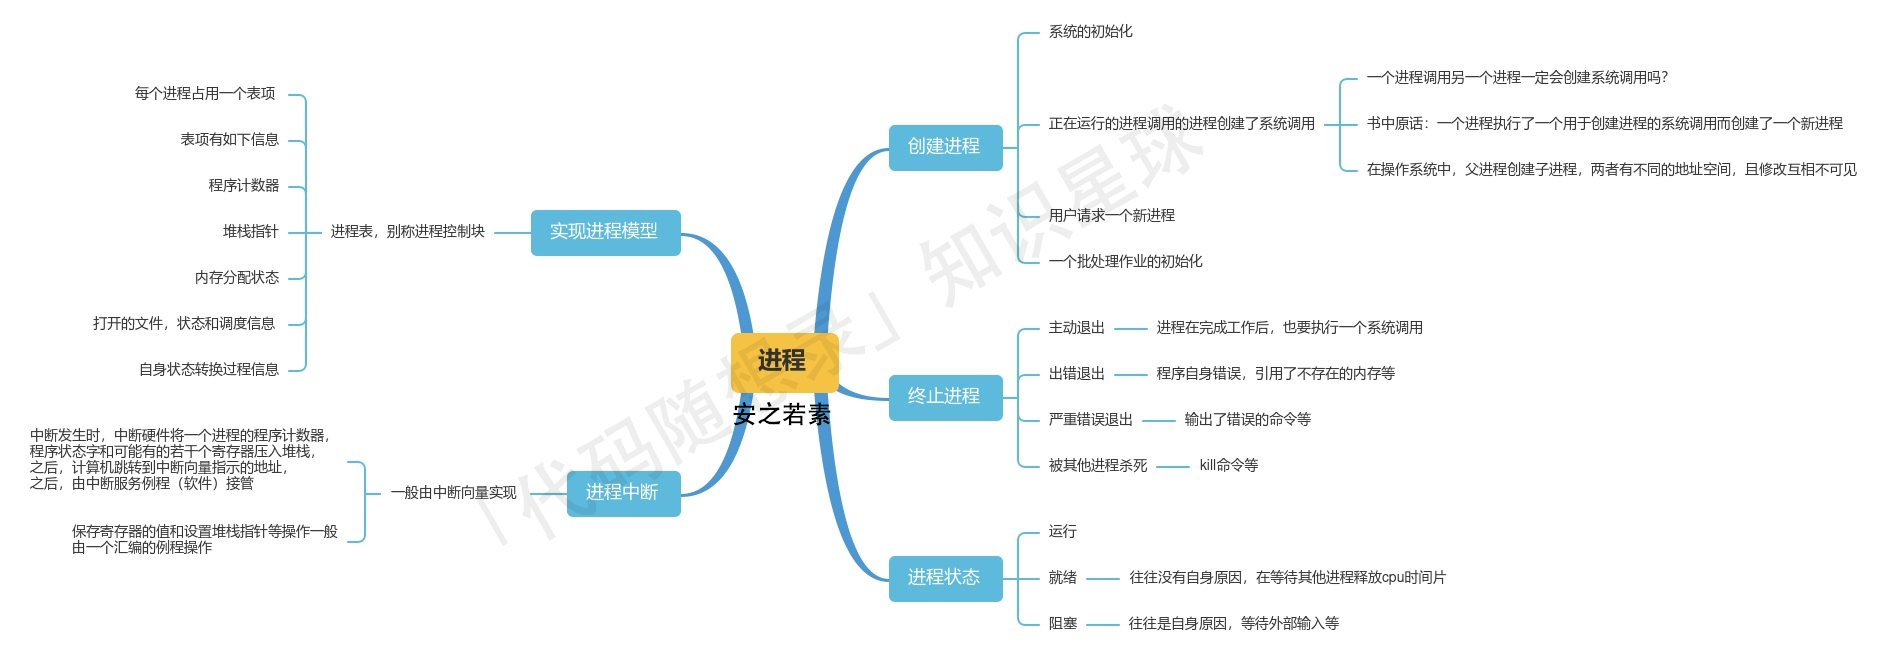 进程
安之若素
创建进程
系统的初始化
正在运行的进程调用的进程创建了系统调用
一个进程调用另一个进程一定会创建系统调用吗?
书中原话：一个进程执行了一个用于创建进程的系统调用而创建了一个新进程
在操作系统中，父进程创建子进程，两者有不同的地址空间，且修改互相不可见
用户请求一个新进程
一个批处理作业的初始化
终止进程
主动退出
进程在完成工作后，也要执行一个系统调用
出错退出
程序自身错误，引用了不存在的内存等
严重错误退出
输出了错误的命令等
被其他进程杀死
kill命令等
进程状态
运行
就绪
往往没有自身原因，在等待其他进程释放cpu时间片
阻塞
往往是自身原因，等待外部输入等
实现进程模型
进程表，别称进程控制块
每个进程占用一个表项
表项有如下信息
程序计数器
堆栈指针
内存分配状态
打开的文件，状态和调度信息
自身状态转换过程信息
进程中断
一般由中断向量实现
中断发生时，中断硬件将一个进程的程序计数器，
程序状态字和可能有的若干个寄存器压入堆栈，
之后，计算机跳转到中断向量指示的地址，
之后，由中断服务例程（软件）接管
保存寄存器的值和设置堆栈指针等操作一般
由一个汇编的例程操作
「代码随想录」知识星球